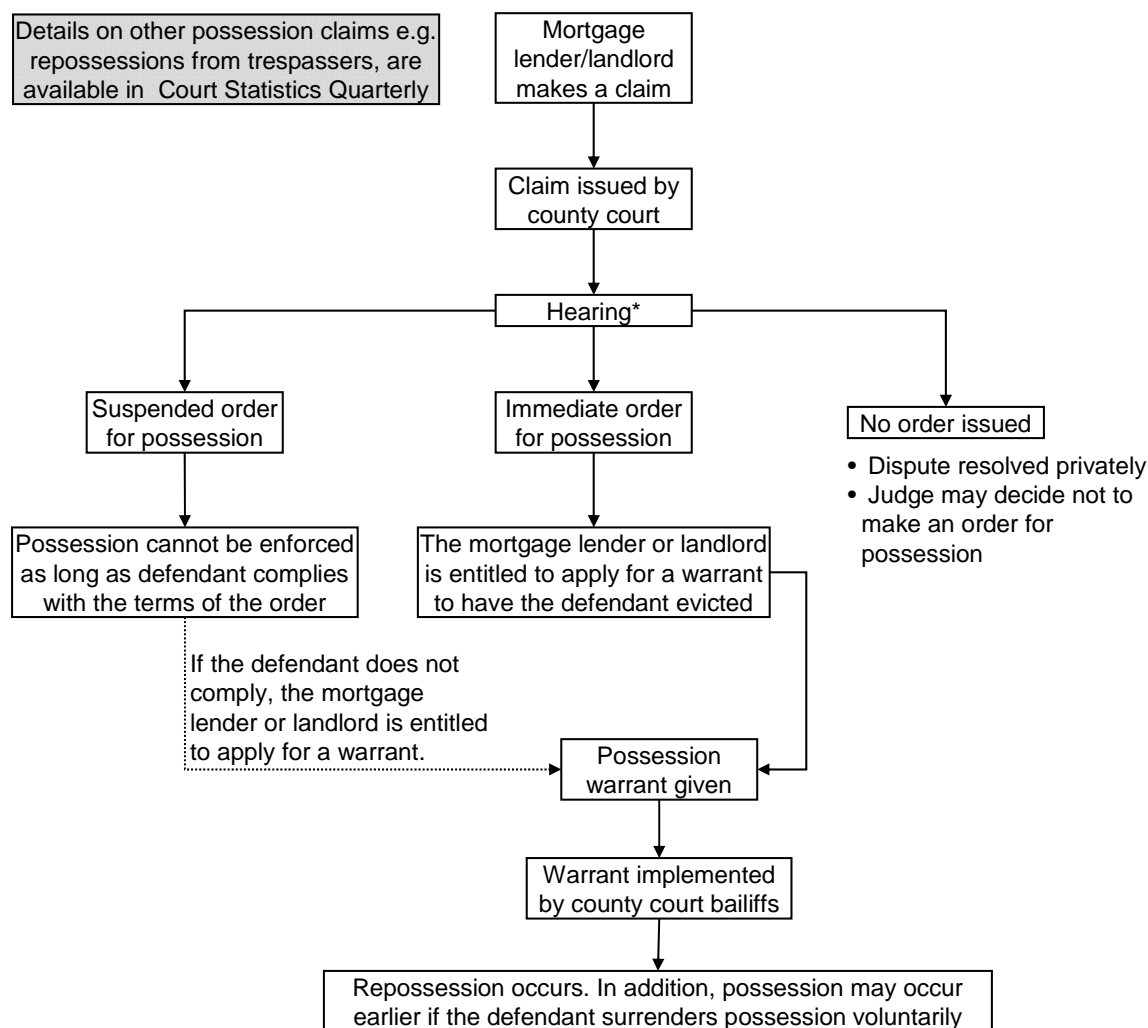 Details on other possession claims e.g.
repossessions from trespassers, are
available in Court Statistics Quarterly
Mortgage
lender/landlord
makes a claim
Claim issued by
county court
Hearing*
Suspended order
for possession
Immediate order
for possession
No order issued
• Dispute resolved privately
• Judge may decide not to
make an order for
possession
Possession cannot be enforced
as long as defendant complies
with the terms of the order
The mortgage lender or landlord
is entitled to apply for a warrant
to have the defendant evicted
If the defendant does not
comply, the mortgage
lender or landlord is entitled
to apply for a warrant.
Possession
warrant given
Warrant implemented
by county court bailiffs
Repossession occurs. In addition, possession may occur
earlier if the defendant surrenders possession voluntarily